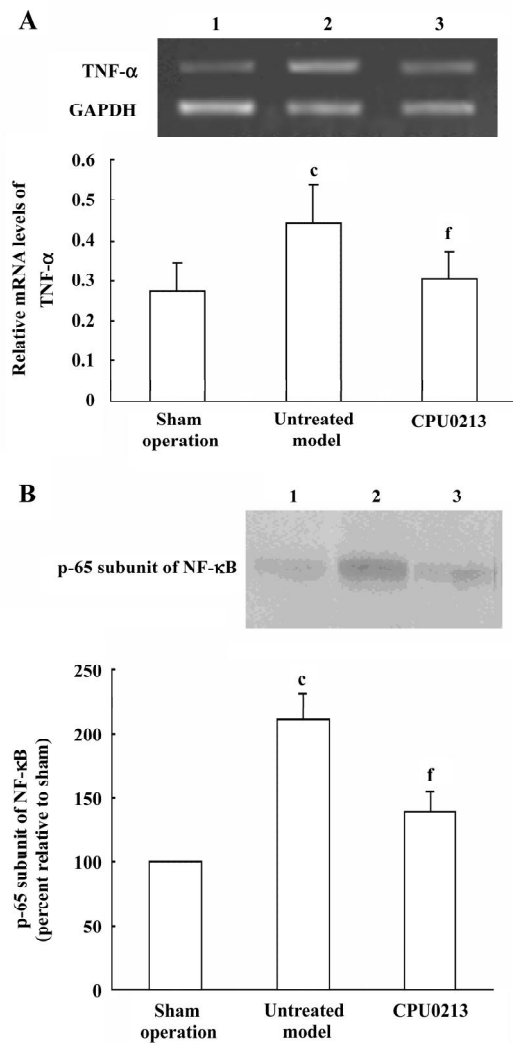 A
1 2 3
TNF-α
GAPDH
Relative mRNA levels of
TNF-α
0.6
0.5
0.4
0.3
0.2
0.1
0
c
f
Sham
operation
Untreated
model
CPU0213
B
1 2 3
p-65 subunit of NF-κB
p-65 subunit of NF-κB
(percent relative to sham)
250
200
150
100
50
0
c
f
Sham
operation
Untreated
model
CPU0213